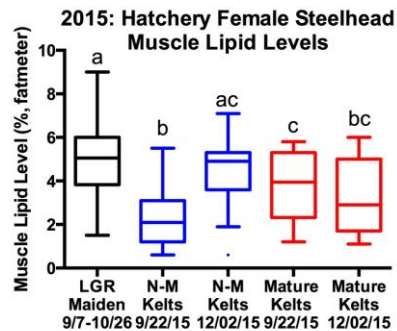 2015: Hatchery Female Steelhead
Muscle Lipid Levels
Muscle Lipid Level (%, fatmeter)
10
8
6
4
2
0
a
b
ac
c
bc
LGR Maiden 9/7-10/26
N-M Kelts 9/22/15
N-M Kelts 12/02/15
Mature Kelts 9/22/15
Mature Kelts 12/02/15